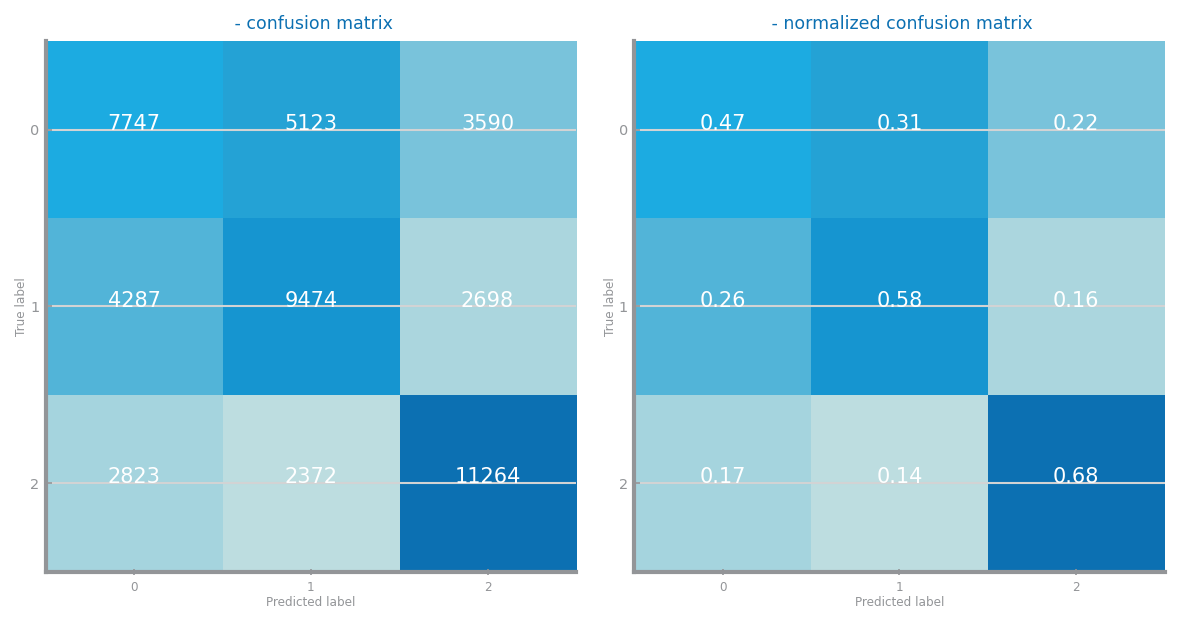 - confusion matrix
0 7747 5123 3590
1 4287 9474 2698
2 2823 2372 11264
0 1 2
True label
Predicted label
- normalized confusion matrix
0 0.47 0.31 0.22
1 0.26 0.58 0.16
2 0.17 0.14 0.68
0 1 2
True label
Predicted label